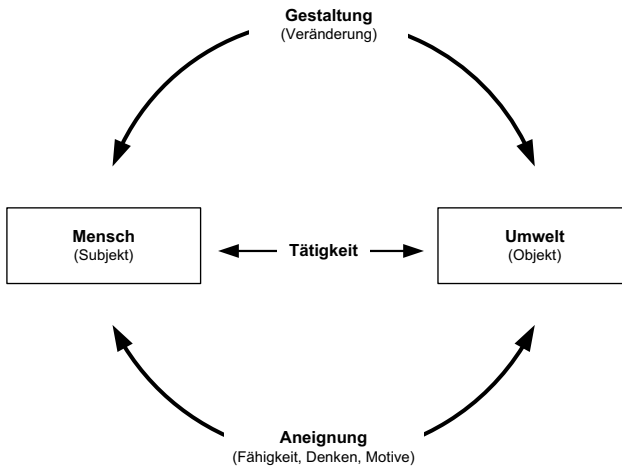 Gestaltung
(Veränderung)
Mensch
(Subjekt)
Tätigkeit
Umwelt
(Objekt)
Aneignung
(Fähigkeit, Denken, Motive)